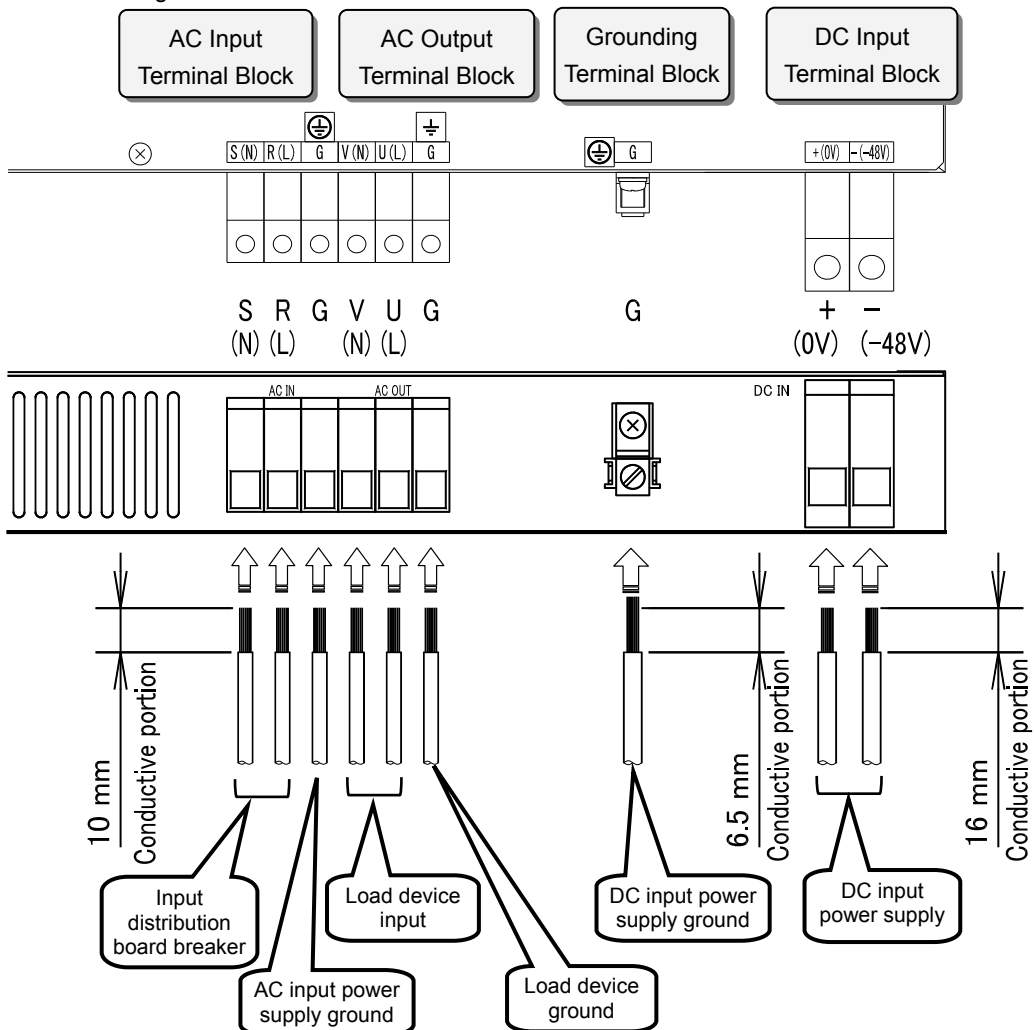 AC Input
Terminal Block
AC Output
Terminal Block
Grounding
Terminal Block
DC Input
Terminal Block
S(N) R(L) G V(N) U(L) G
G
+(0V) -(-48V)
S R G V U G
(N) (L) (N) (L)
G
+ −
(0V) (-48V)
AC IN
AC OUT
DC IN
10 mm
Conductive portion
6.5 mm
Conductive portion
16 mm
Conductive portion
Input
distribution
board breaker
Load device
input
DC input power
supply ground
DC input
power supply
AC input power
supply ground
Load device
ground